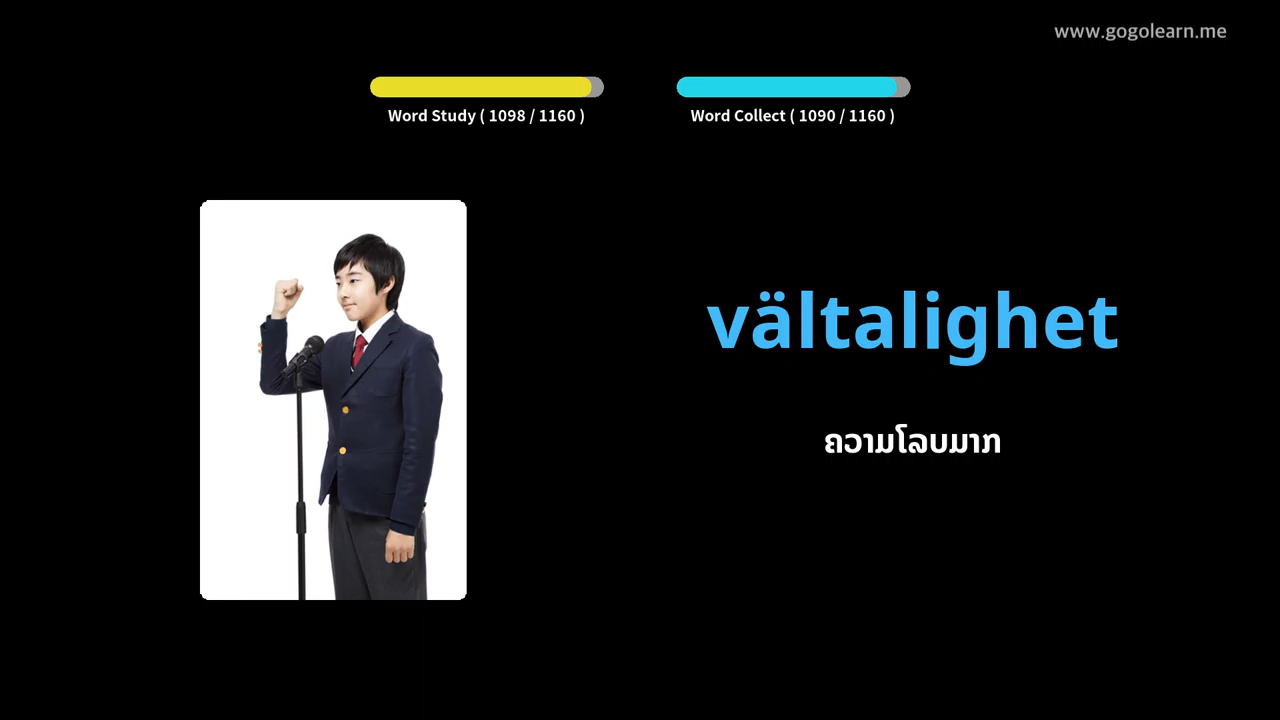 www.gogolearn.me
Word Study ( 1098 / 1160 )
Word Collect ( 1090 / 1160 )
vältalighet
ຄວາມໂລບມາກ